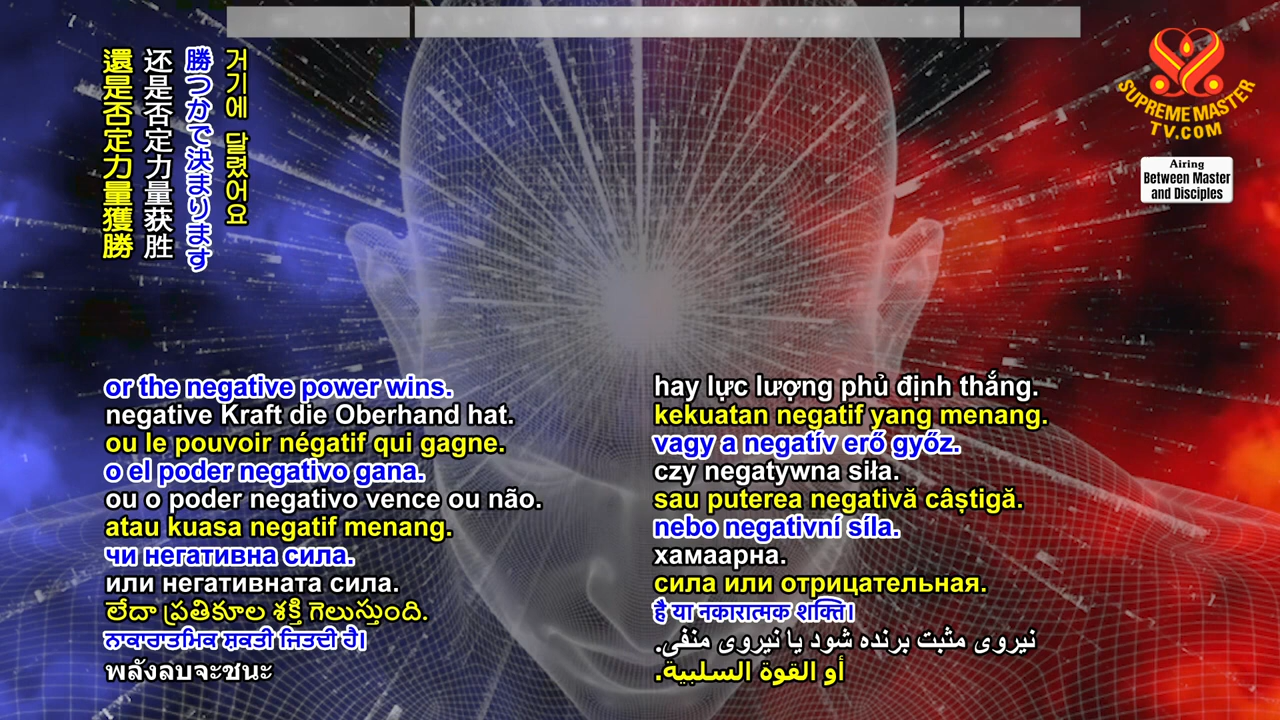 還是否定力量獲勝
还是否定力量获胜
勝つかで決まります
거기에 달렸어요
SUPREME MASTER
TV.COM
Airing
Between Master
and Disciples
or the negative power wins.
negative Kraft die Oberhand hat.
ou le pouvoir négatif qui gagne.
o el poder negativo gana.
ou o poder negativo vence ou não.
atau kuasa negatif menang.
чи негативна сила.
или негативната сила.
లేదా ప్రతికూల శక్తి గెలుస్తుంది.
ਨਾਕਾਰਾਤਮਿਕ ਸ਼ਕਤੀ ਜਿਤਦੀ ਹੈ।
พลังลบจะชนะ
hay lực lượng phủ định thắng.
kekuatan negatif yang menang.
vagy a negatív erő győz.
czy negatywna siła.
sau puterea negativă câștigă.
nebo negativní síla.
хамаарна.
сила или отрицательная.
है या नकारात्मक शक्ति।
نیروی مثبت برنده شود یا نیروی منفی.
أو القوة السلبية.